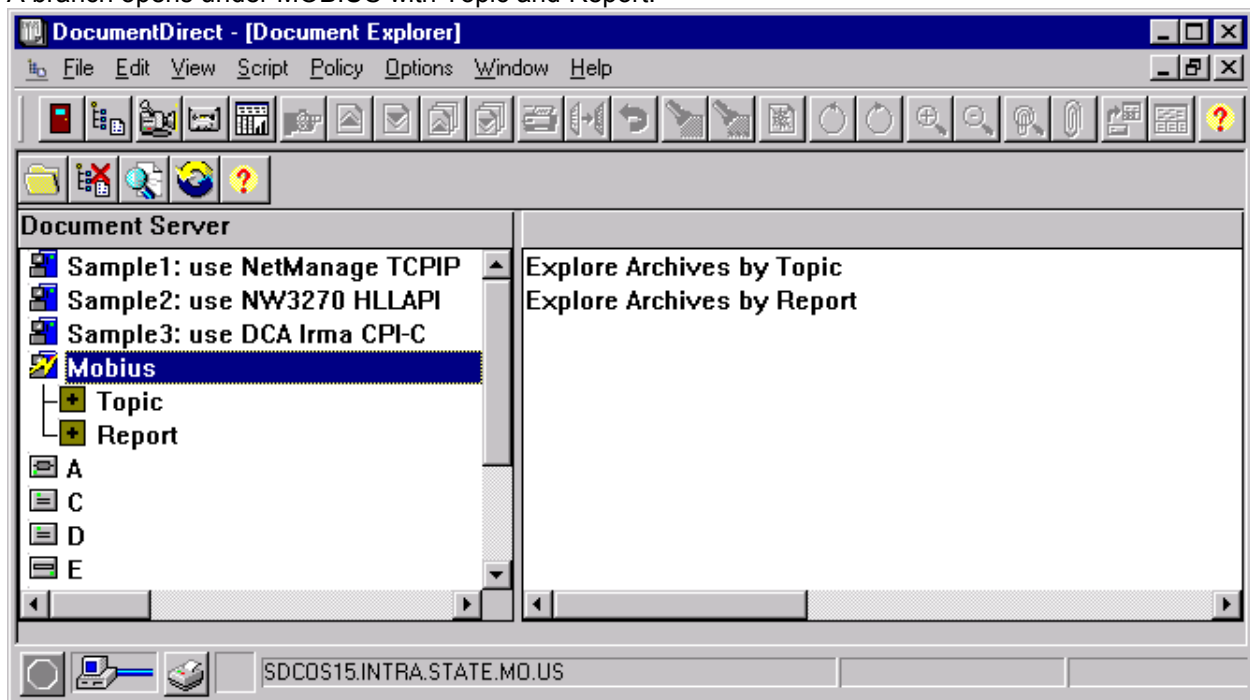 A branch opens under MOBIUS with Topic and Report.
DocumentDirect - [Document Explorer]
File Edit View Script Policy Options Window Help
Document Server
Sample1: use NetManage TCPIP
Explore Archives by Topic
Sample2: use NW3270 HLLAPI
Explore Archives by Report
Sample3: use DCA Irma CPI-C
Mobius
Topic
Report
A
C
D
E
SDCOS15.INTRA.STATE.MO.US